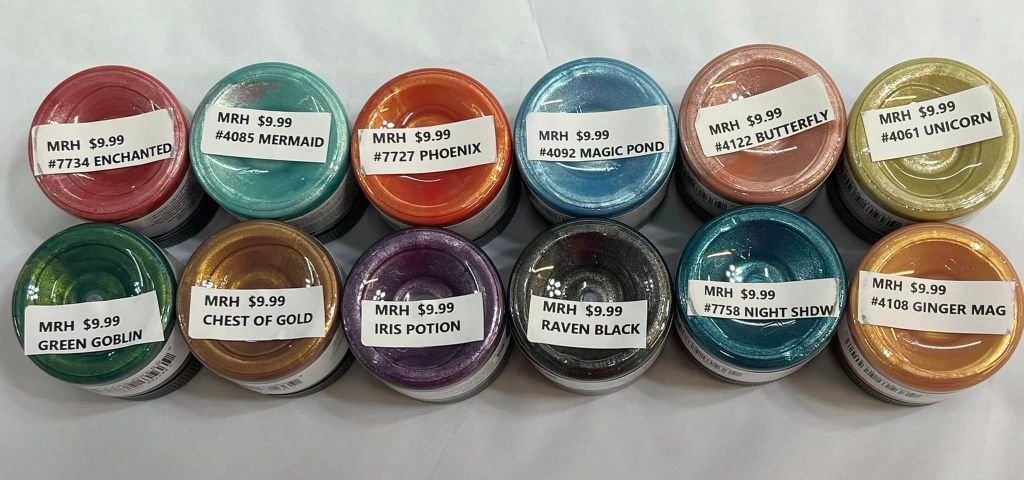 MRH $9.99
#7734 ENCHANTED
MRH $9.99
#4085 MERMAID
MRH $9.99
#7727 PHOENIX
MRH $9.99
#4092 MAGIC POND
MRH $9.99
#4122 BUTTERFLY
MRH $9.99
#4061 UNICORN
MRH $9.99
GREEN GOBLIN
MRH $9.99
CHEST OF GOLD
MRH $9.99
IRIS POTION
MRH $9.99
RAVEN BLACK
MRH $9.99
#7758 NIGHT SHDW
MRH $9.99
#4108 GINGER MAG